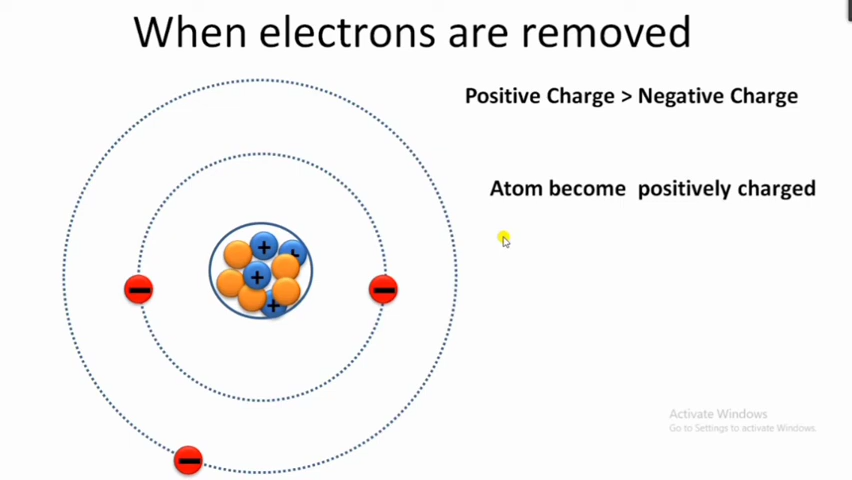 When electrons are removed
Positive Charge > Negative Charge
Atom become positively charged
+
+
+
+
−
−
−
Activate Windows
Go to Settings to activate Windows.